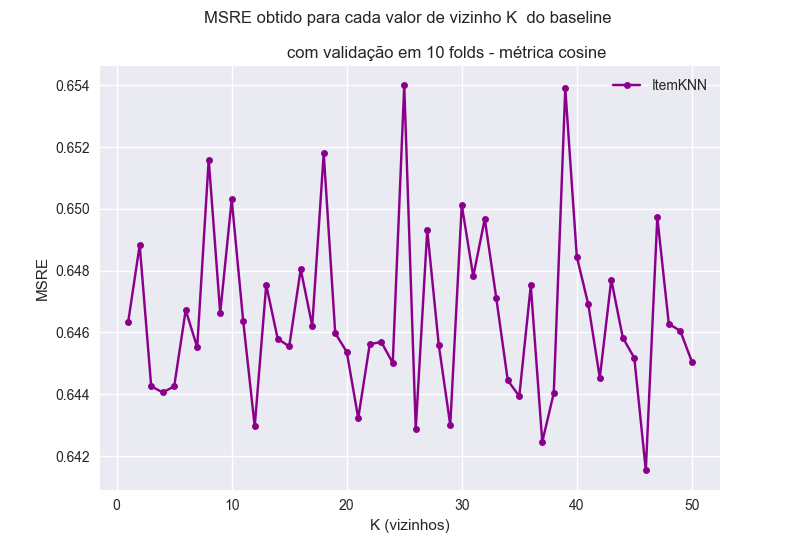 MSRE obtido para cada valor de vizinho K  do baseline
com validação em 10 folds - métrica cosine
ItemKNN
0.654
0.652
0.650
0.648
0.646
0.644
0.642
MSRE
0 10 20 30 40 50
K (vizinhos)